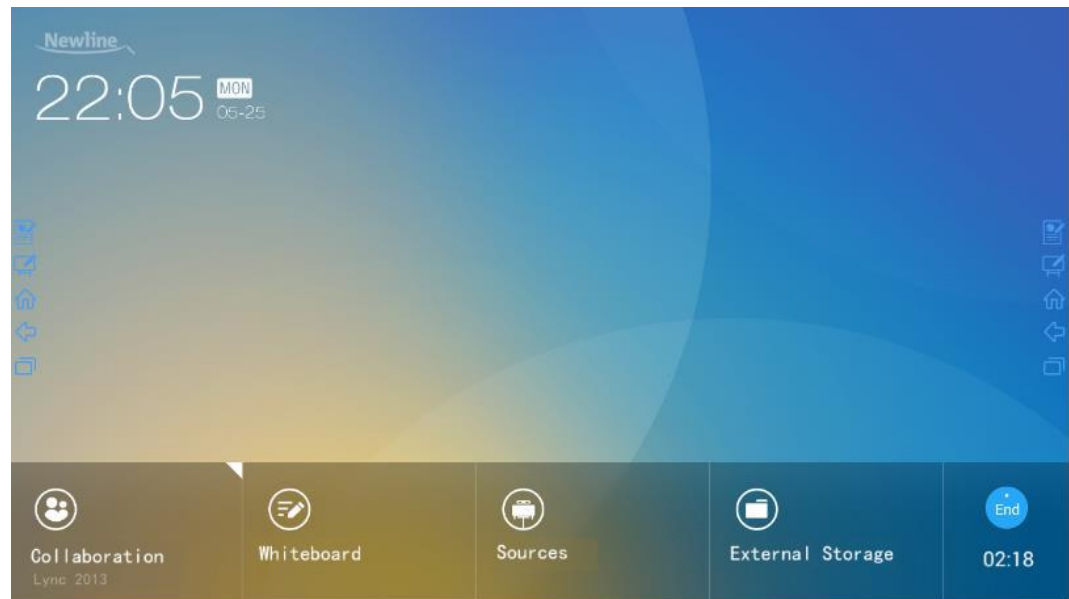 Newline
22:05 MON
05-25
Collaboration
Lync 2013
Whiteboard
Sources
External Storage
End
02:18